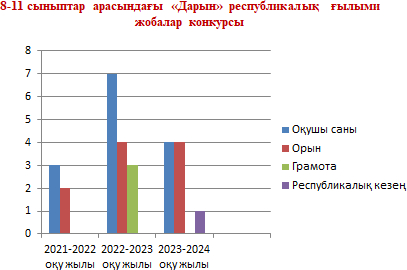 8-11 сыныптар арасындағы «Дарын» республикалық ғылыми
жобалар конкурсы
8
7
6
5
4
3
2
1
0
2021-2022
оқу жылы
2022-2023
оқу жылы
2023-2024
оқу жылы
Оқушы саны
Орын
Грамота
Республикалық кезең